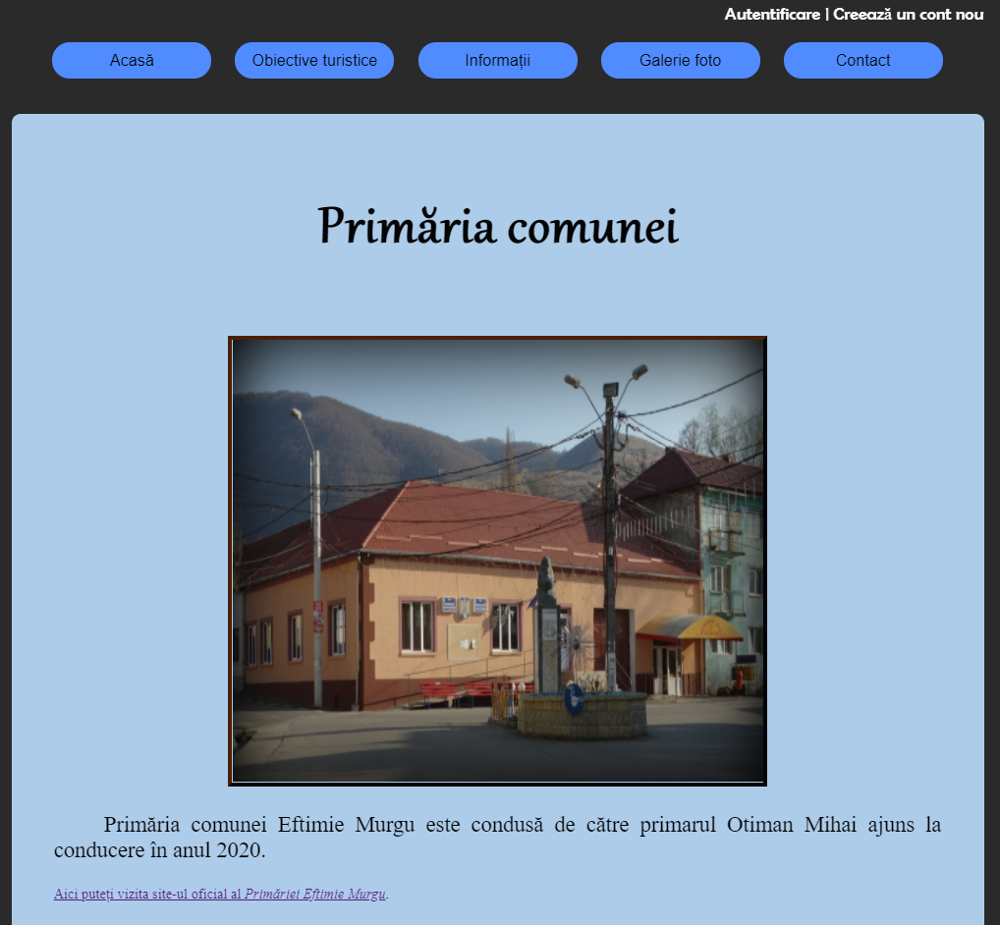 Autentificare | Creează un cont nou
Acasă
Obiective turistice
Informații
Galerie foto
Contact
Primăria comunei
Primăria comunei Eftimie Murgu este condusă de către primarul Otiman Mihai ajuns la
conducere în anul 2020.
Aici puteți vizita site-ul oficial al Primăriei Eftimie Murgu.